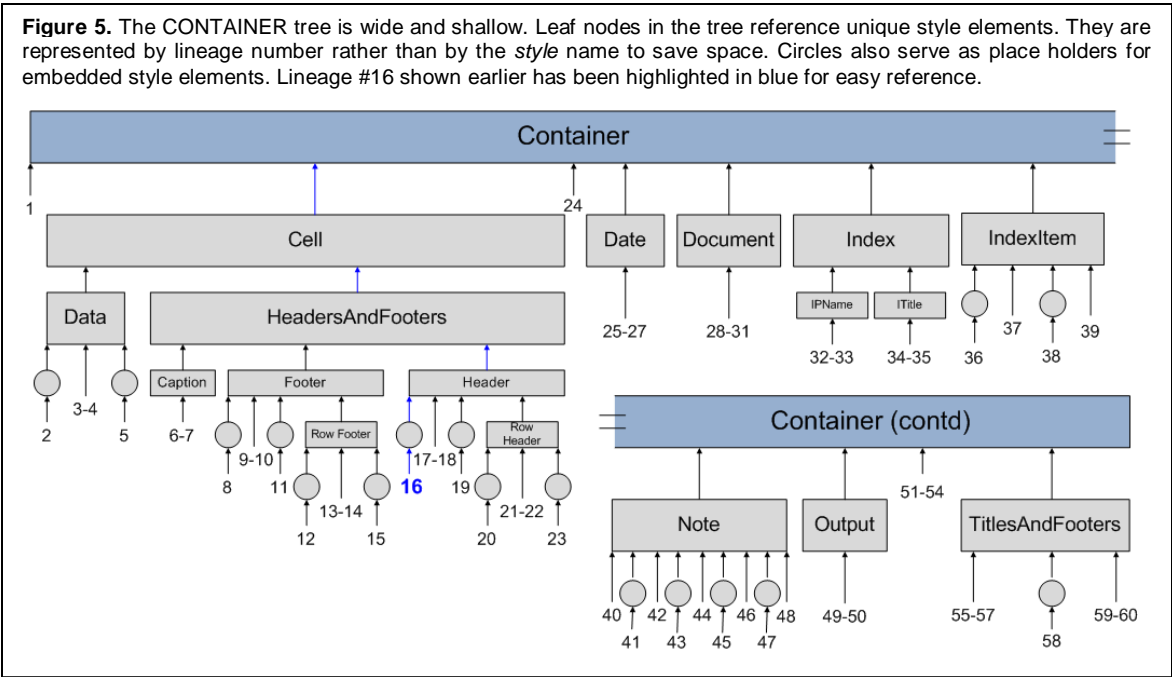 Figure 5. The CONTAINER tree is wide and shallow. Leaf nodes in the tree reference unique style elements. They are
represented by lineage number rather than by the style name to save space. Circles also serve as place holders for
embedded style elements. Lineage #16 shown earlier has been highlighted in blue for easy reference.
Container
1
24
Cell
Date
Document
Index
IndexItem
Data
HeadersAndFooters
IPName
ITitle
25-27
28-31
37
39
32-33
34-35
36
38
Caption
Footer
Header
3-4
2
5
6-7
Row Footer
Row
Header
9-10
17-18
8
11
16
19
13-14
21-22
12
15
20
23
Container (contd)
51-54
Note
Output
TitlesAndFooters
40
42
44
46
48
49-50
55-57
59-60
41
43
45
47
58